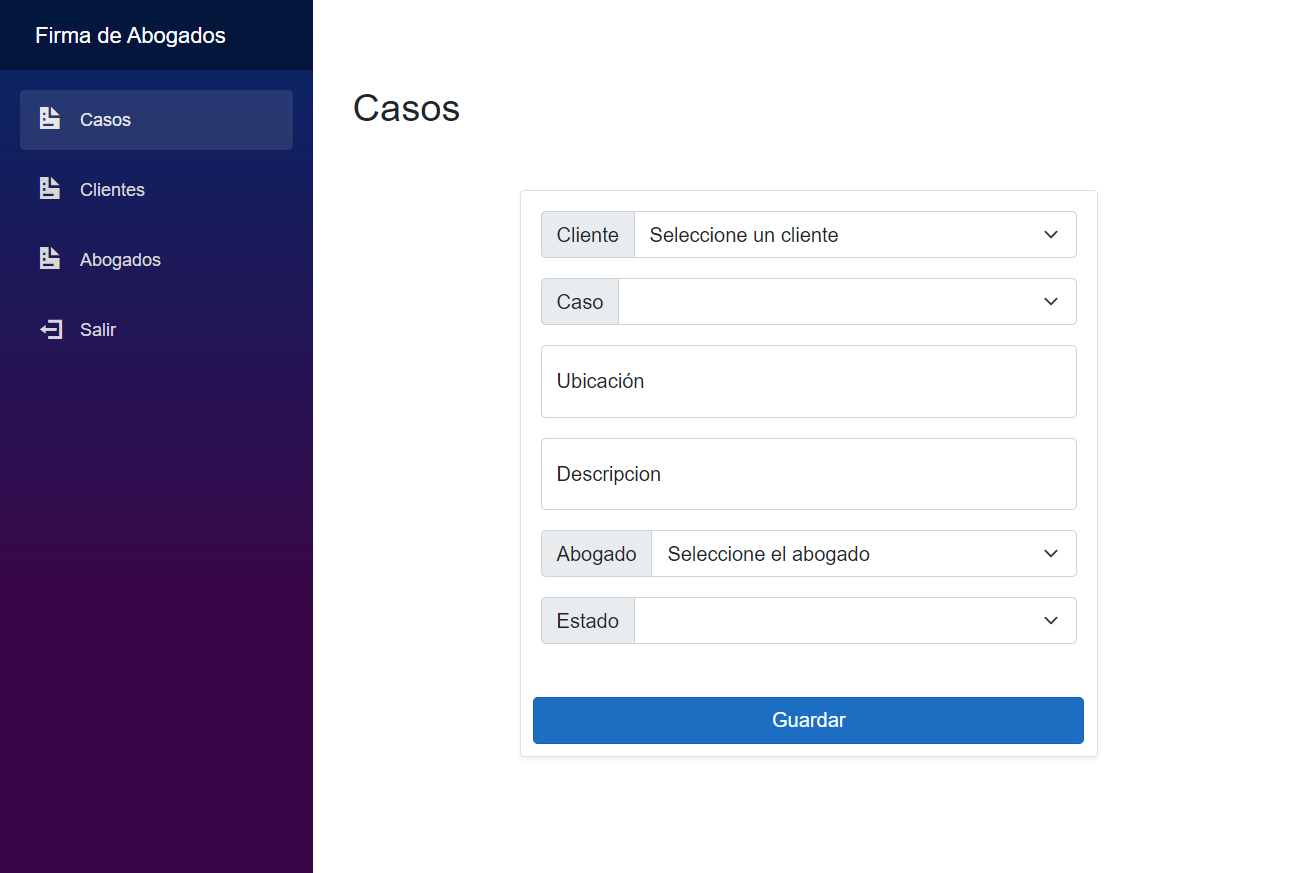 Firma de Abogados
Casos
Clientes
Abogados
Salir
Casos
Cliente Seleccione un cliente
Caso
Ubicación
Descripcion
Abogado Seleccione el abogado
Estado
Guardar